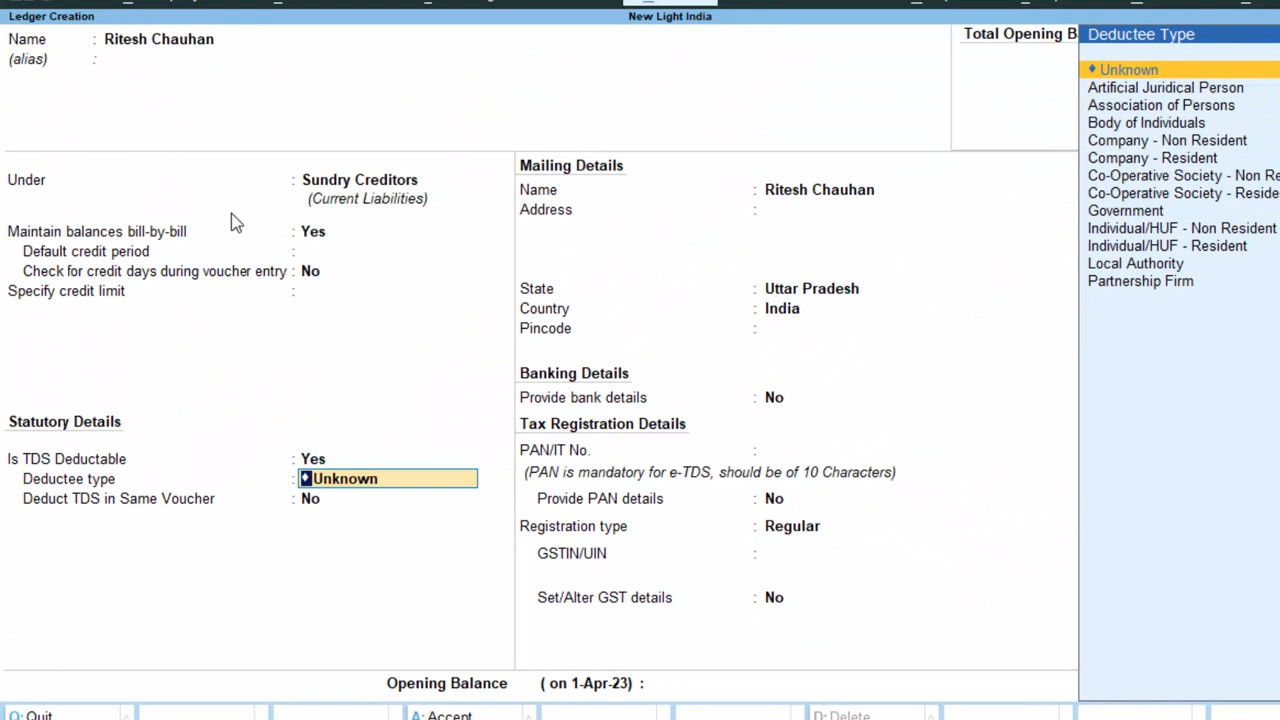 Ledger Creation
New Light India
Name : Ritesh Chauhan
(alias) :
Total Opening B
Under : Sundry Creditors
(Current Liabilities)
Maintain balances bill-by-bill : Yes
Default credit period :
Check for credit days during voucher entry : No
Specify credit limit :
Statutory Details
Is TDS Deductable : Yes
Deductee type : ♦ Unknown
Deduct TDS in Same Voucher : No
Mailing Details
Name : Ritesh Chauhan
Address :
State : Uttar Pradesh
Country : India
Pincode :
Banking Details
Provide bank details : No
Tax Registration Details
PAN/IT No. :
(PAN is mandatory for e-TDS, should be of 10 Characters)
Provide PAN details : No
Registration type : Regular
GSTIN/UIN :
Set/Alter GST details : No
Opening Balance ( on 1-Apr-23) :
Deductee Type
♦ Unknown
Artificial Juridical Person
Association of Persons
Body of Individuals
Company - Non Resident
Company - Resident
Co-Operative Society - Non Re
Co-Operative Society - Reside
Government
Individual/HUF - Non Resident
Individual/HUF - Resident
Local Authority
Partnership Firm
Q: Quit
A: Accept
D: Delete